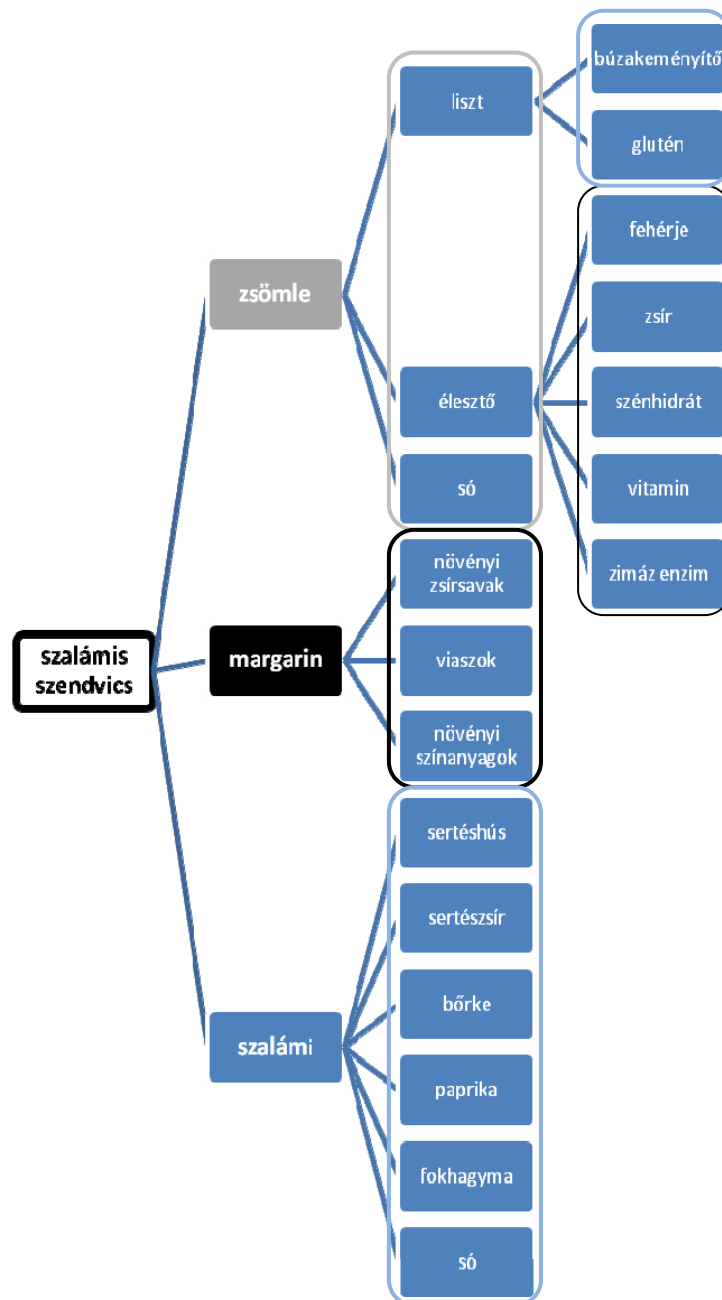 búzakeményítő
liszt
glutén
fehérje
zsömle
zsír
élesztő
szénhidrát
só
vitamin
növényi
zsírsavak
zimáz enzim
szalámis
szendvics
margarin
viaszok
növényi
színanyagok
sertéshús
sertészsír
bőrke
szalámi
paprika
fokhagyma
só